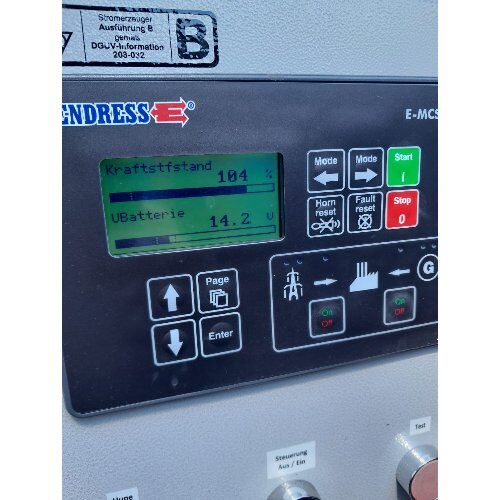 Stromerzeuger
Ausführung B
gemäß
DGUV-Information
203-032
B
ENDRESS E®
E-MCS
Kraftstfstand
104 %
UBatterie
14.2 V
Mode
Mode
Start
I
Horn
reset
Fault
reset
Stop
0
Page
Enter
On
Off
On
Off
G
Steuerung
Aus / Ein
Test
Hupe